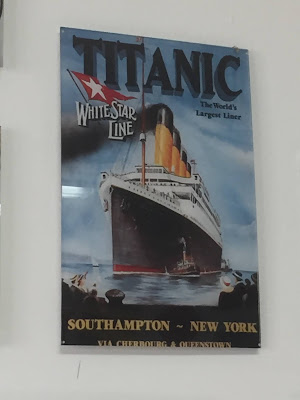 TITANIC
WHITE STAR
LINE
The World's
Largest Liner
SOUTHAMPTON ~ NEW YORK
VIA CHERBOURG & QUEENSTOWN